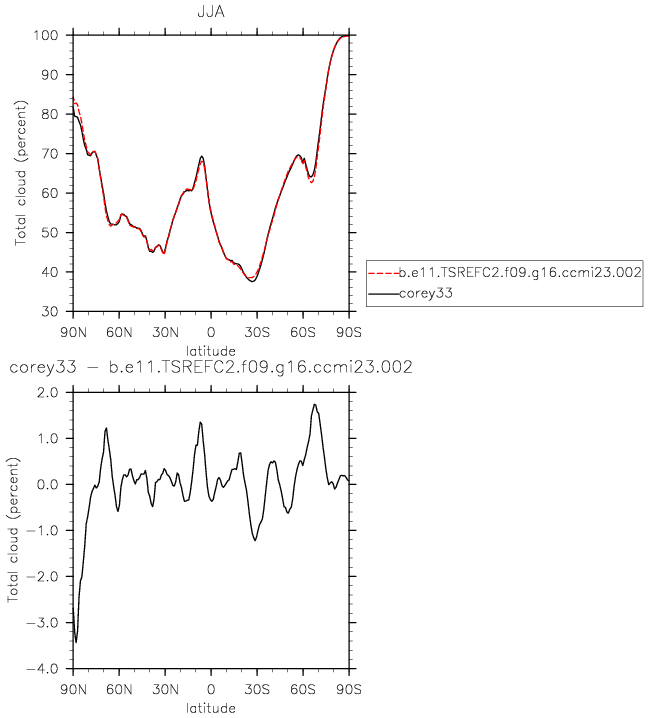 JJA
100
90
80
70
60
50
40
30
Total cloud (percent)
90N 60N 30N 0 30S 60S 90S
latitude
b.e11.TSREFC2.f09.g16.ccmi23.002
corey33
corey33 − b.e11.TSREFC2.f09.g16.ccmi23.002
2.0
1.0
0.0
−1.0
−2.0
−3.0
−4.0
Total cloud (percent)
90N 60N 30N 0 30S 60S 90S
latitude